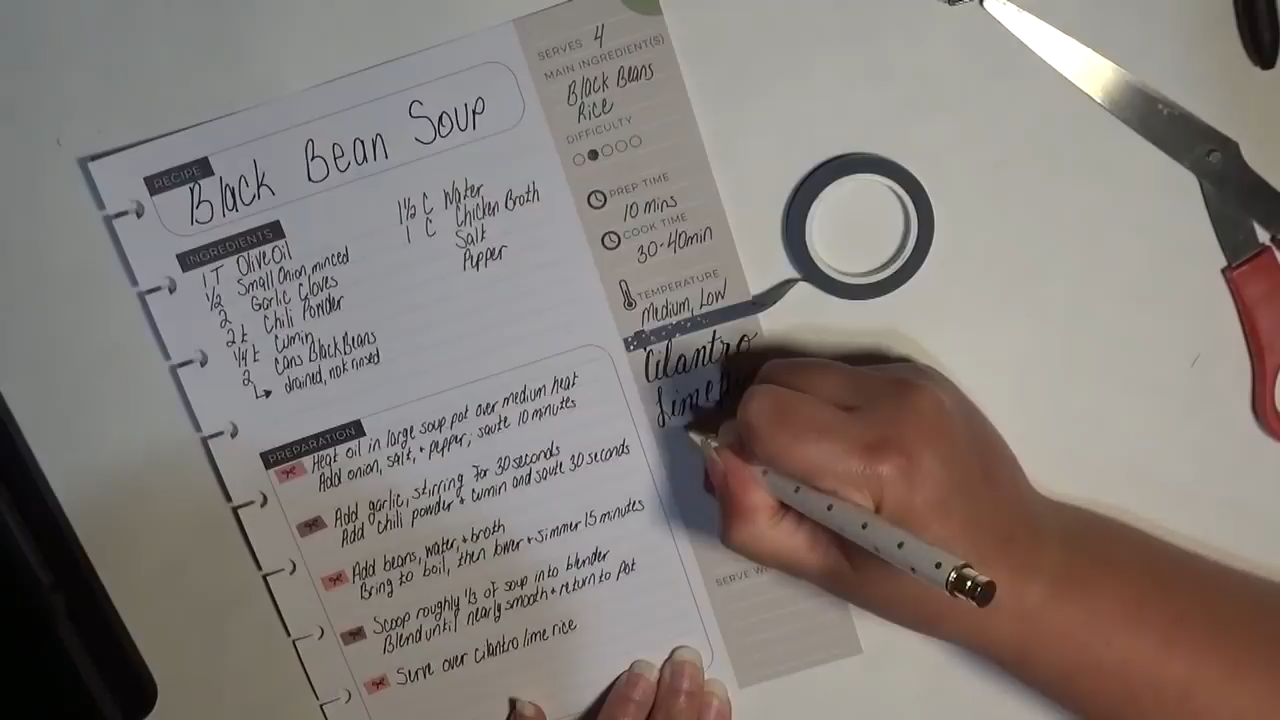 RECIPE
Black Bean Soup
INGREDIENTS
1 T Olive Oil
1/2 Small Onion, minced
2 Garlic Cloves
2 t Chili Powder
1/4 t Cumin
2 Cans Black Beans
↳ drained, not rinsed
1 1/2 C Water
1 C Chicken Broth
Salt
Pepper
PREPARATION
Heat oil in large soup pot over medium heat
Add onion, salt, + pepper; saute 10 minutes
Add garlic, stirring for 30 seconds
Add chili powder + cumin and saute 30 seconds
Add beans, water, + broth
Bring to boil, then lower + simmer 15 minutes
Scoop roughly 1/3 of soup into blender
Blend until nearly smooth + return to pot
Serve over cilantro lime rice
SERVES 4
MAIN INGREDIENT(S)
Black Beans
Rice
DIFFICULTY
PREP TIME
10 mins
COOK TIME
30-40min
TEMPERATURE
Medium, Low
Cilantro
Lime
SERVE